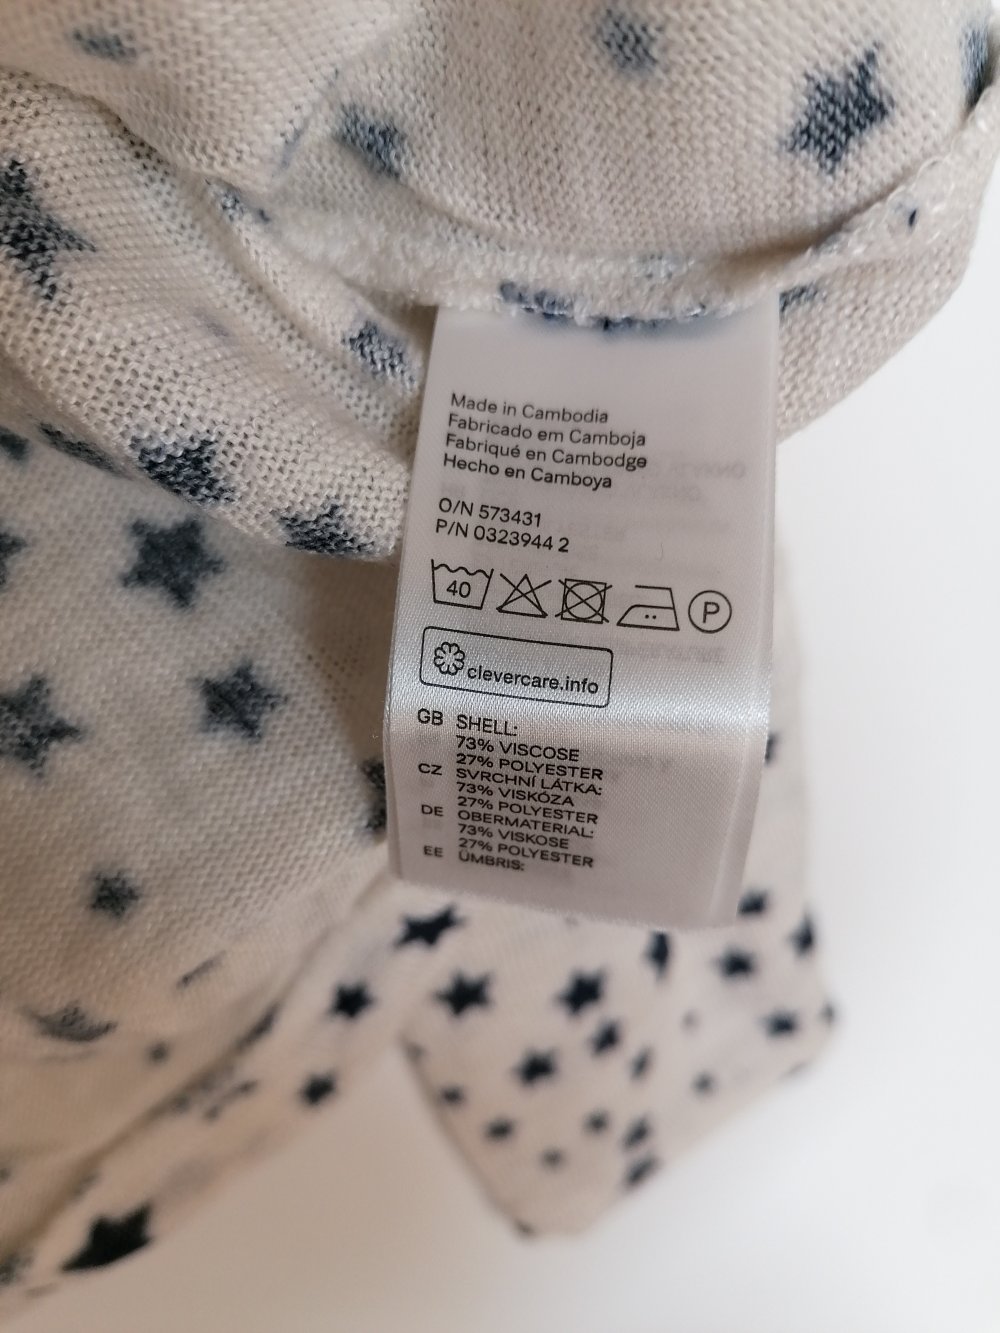 Made in Cambodia
Fabricado em Camboja
Fabriqué en Cambodge
Hecho en Camboya
O/N 573431
P/N 0323944 2
40 P
clevercare.info
GB SHELL:
73% VISCOSE
27% POLYESTER
CZ SVRCHNÍ LÁTKA:
73% VISKÓZA
27% POLYESTER
DE OBERMATERIAL:
73% VISKOSE
27% POLYESTER
EE ÜMBRIS: